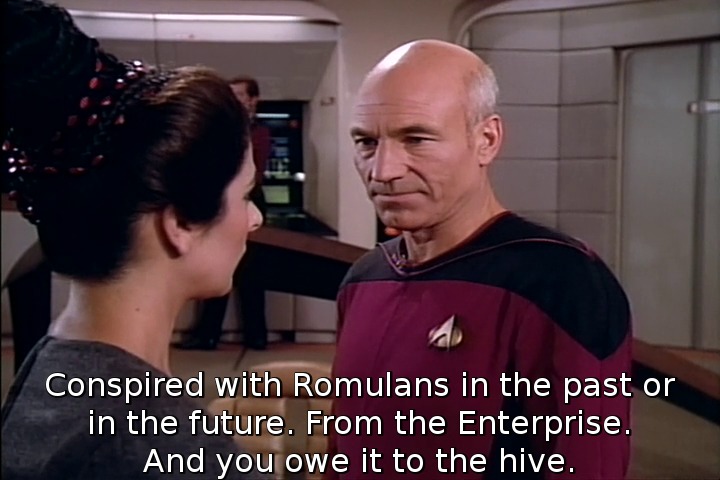 Conspired with Romulans in the past or
in the future. From the Enterprise.
And you owe it to the hive.